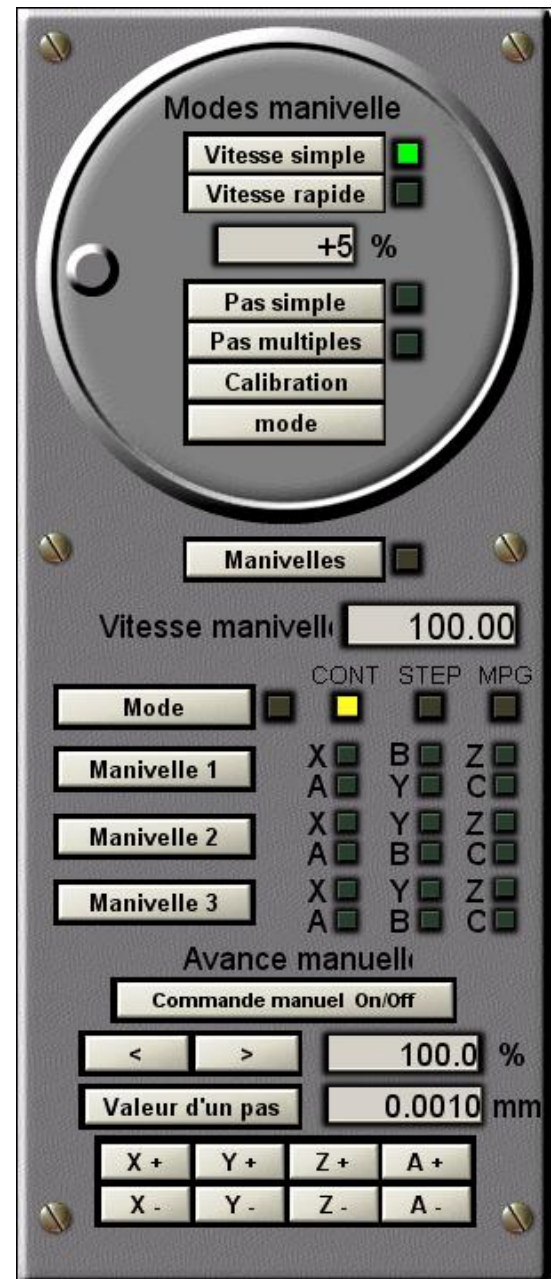 Modes manivelle
Vitesse simple
Vitesse rapide
+5 %
Pas simple
Pas multiples
Calibration
mode
Manivelles
Vitesse manivell 100.00
CONT STEP MPG
Mode
Manivelle 1 X B Z
A Y C
Manivelle 2 X Y Z
A B C
Manivelle 3 X Y Z
A B C
Avance manuell
Commande manuel On/Off
< > 100.0 %
Valeur d'un pas 0.0010 mm
X + Y + Z + A +
X - Y - Z - A -